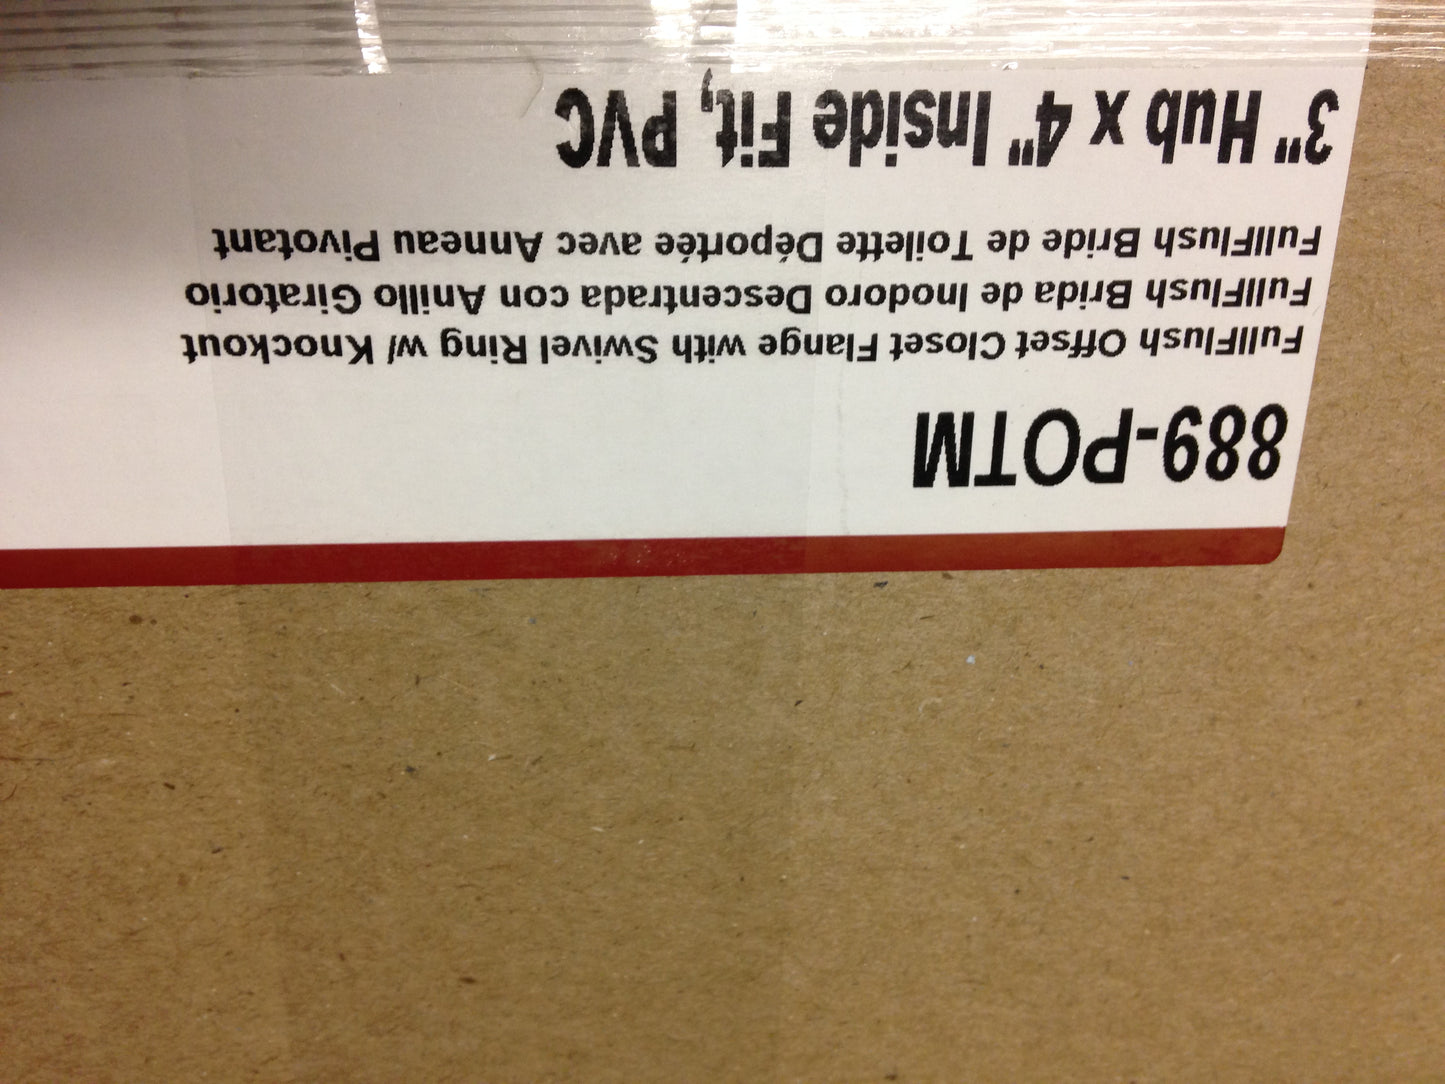 889-POTM
FullFlush Offset Closet Flange with Swivel Ring w/ Knockout
FullFlush Brida de Inodoro Descentrada con Anillo Giratorio
FullFlush Bride de Toilette Déportée avec Anneau Pivotant
3" Hub x 4" Inside Fit, PVC